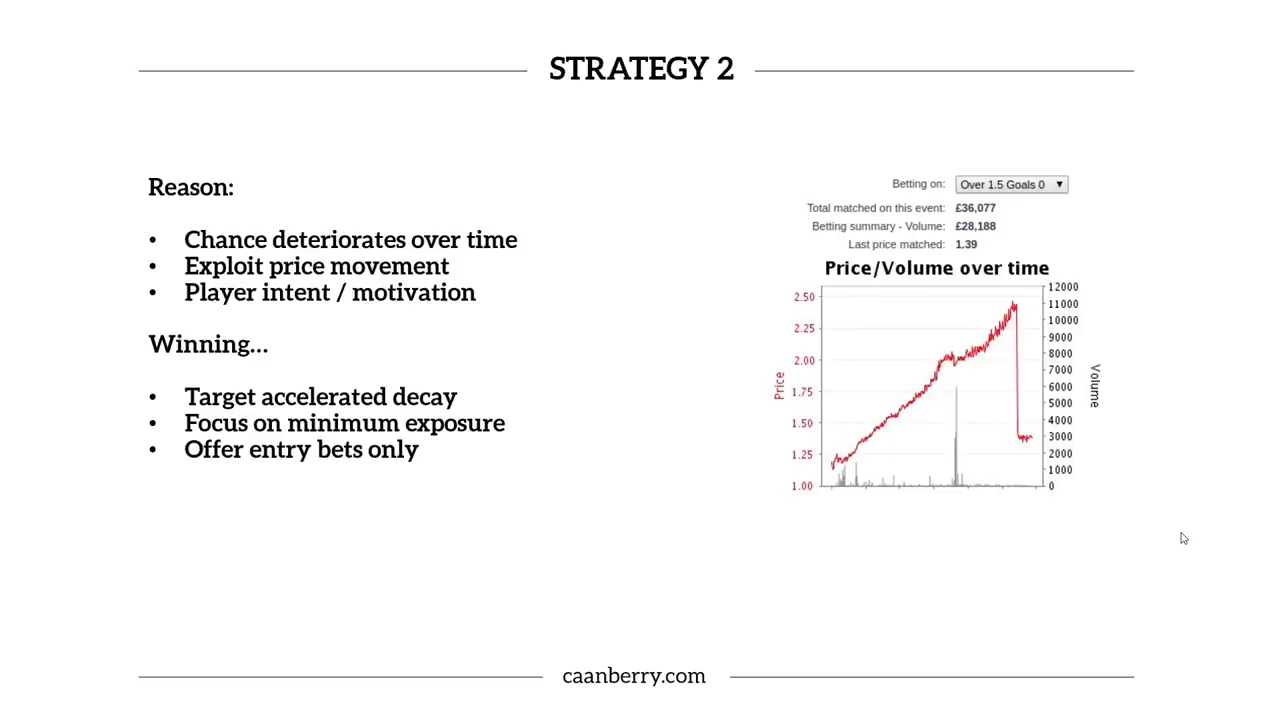 STRATEGY 2
Reason:
• Chance deteriorates over time
• Exploit price movement
• Player intent / motivation
Winning...
• Target accelerated decay
• Focus on minimum exposure
• Offer entry bets only
Betting on: Over 1.5 Goals 0 ▼
Total matched on this event: £36,077
Betting summary - Volume: £28,188
Last price matched: 1.39
Price/Volume over time
2.50
2.25
2.00
1.75
1.50
1.25
1.00
Price
12000
11000
10000
9000
8000
7000
6000
5000
4000
3000
2000
1000
0
Volume
caanberry.com